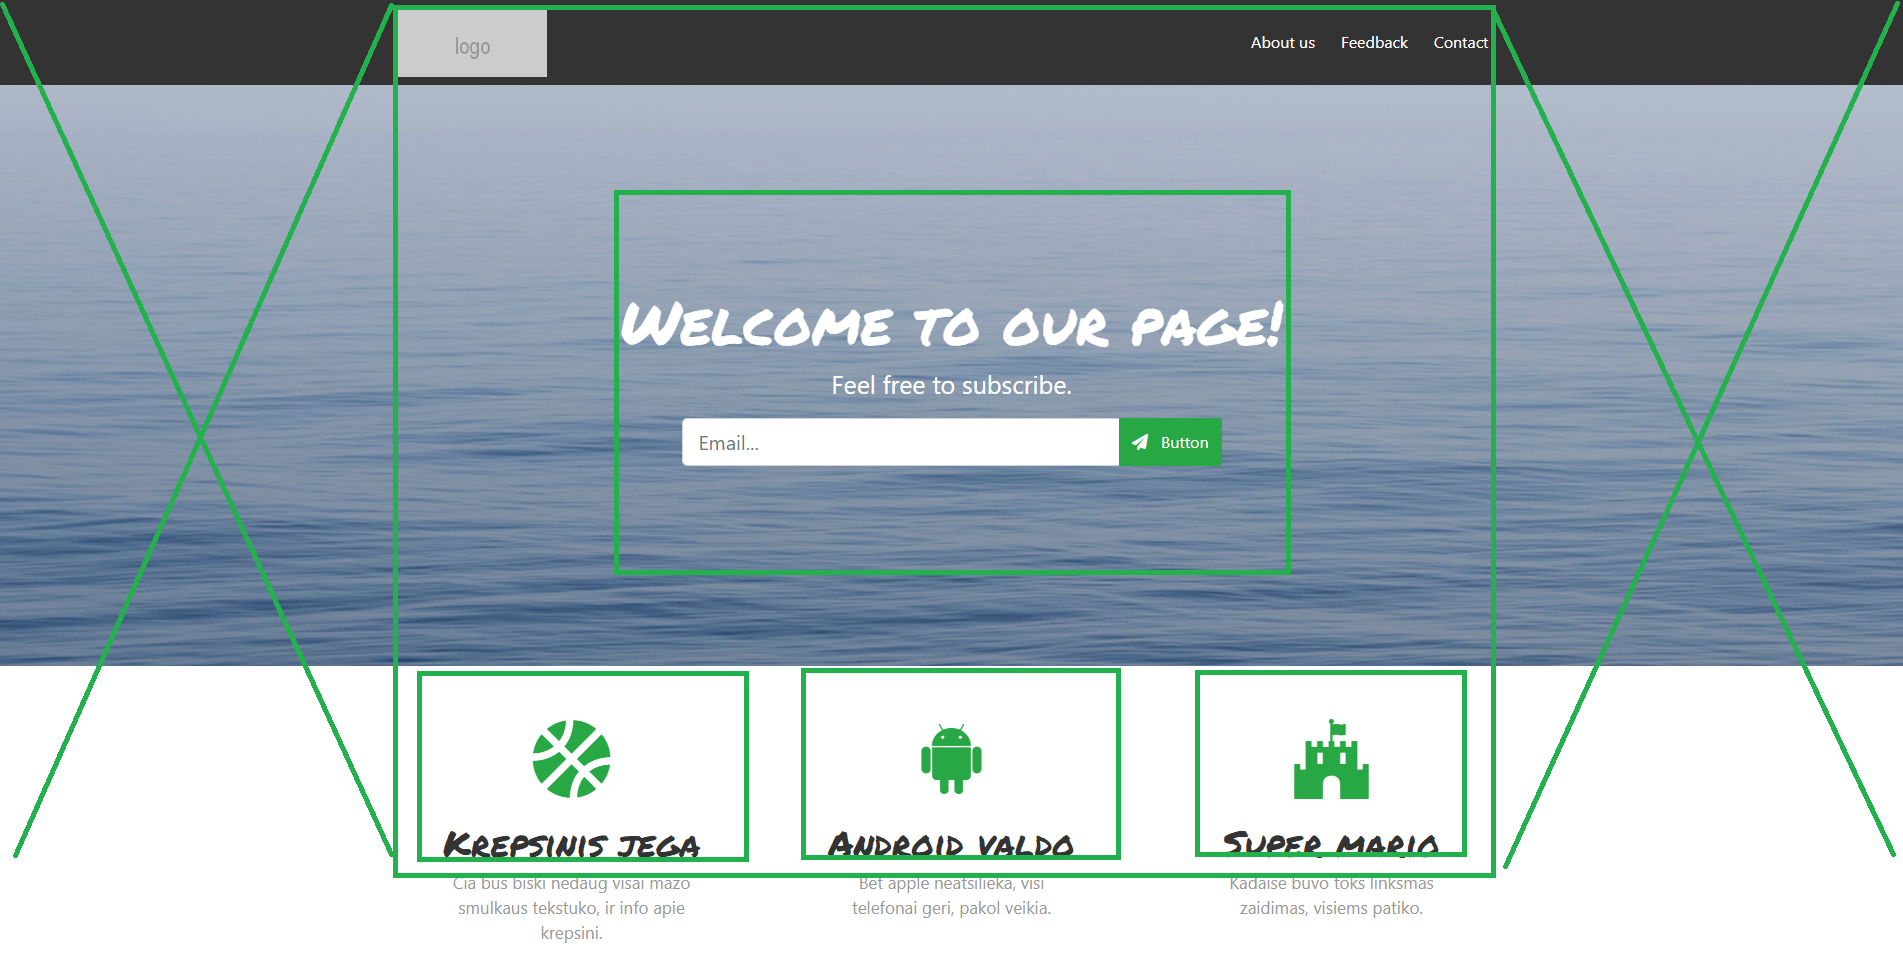 logo
About us Feedback Contact
Welcome to our page!
Feel free to subscribe.
Email...
Button
Krepsinis jega
Cia bus biski nedaug visai mazo
smulkaus tekstuko, ir info apie
krepsini.
Android valdo
Bet apple neatsilieka, visi
telefonai geri, pakol veikia.
Super mario
Kadaise buvo toks linksmas
zaidimas, visiems patiko.